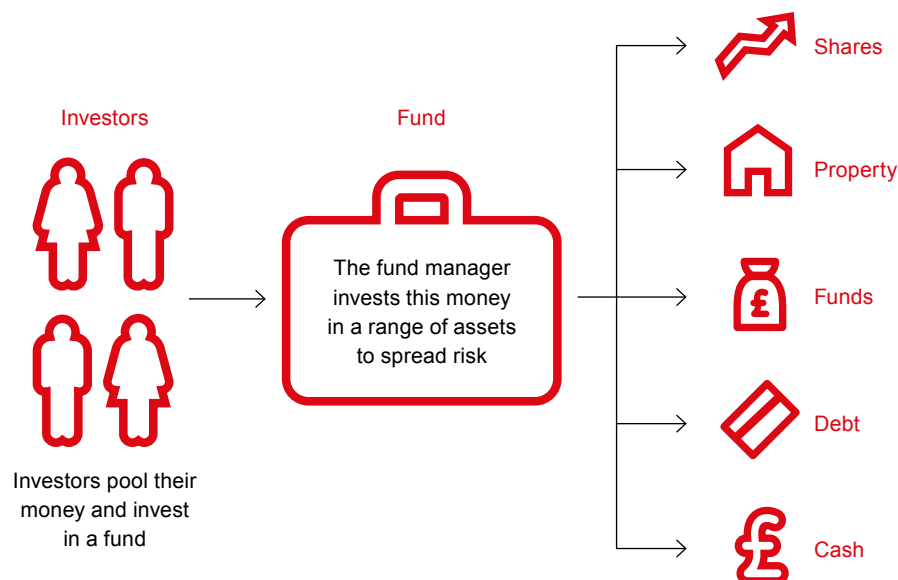 Investors
Investors pool their
money and invest
in a fund
Fund
The fund manager
invests this money
in a range of assets
to spread risk
Shares
Property
£
Funds
Debt
£
Cash